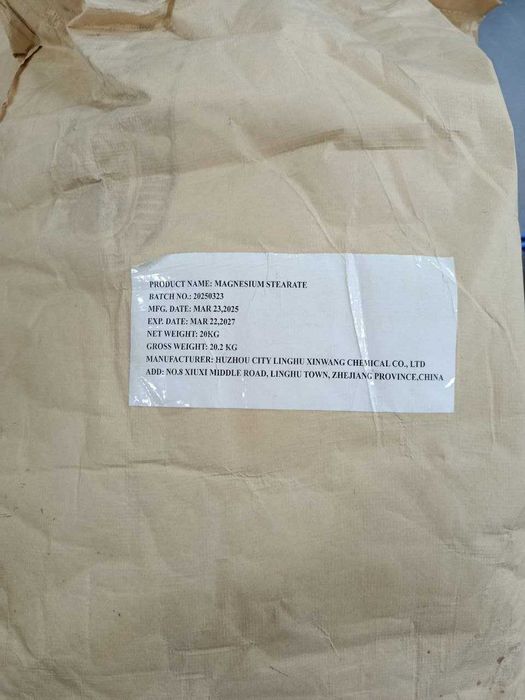 PRODUCT NAME: MAGNESIUM STEARATE
BATCH NO.: 20250323
MFG. DATE: MAR 23,2025
EXP. DATE: MAR 22,2027
NET WEIGHT: 20KG
GROSS WEIGHT: 20.2 KG
MANUFACTURER: HUZHOU CITY LINGHU XINWANG CHEMICAL CO., LTD
ADD: NO.8 XIUXI MIDDLE ROAD, LINGHU TOWN, ZHEJIANG PROVINCE,CHINA